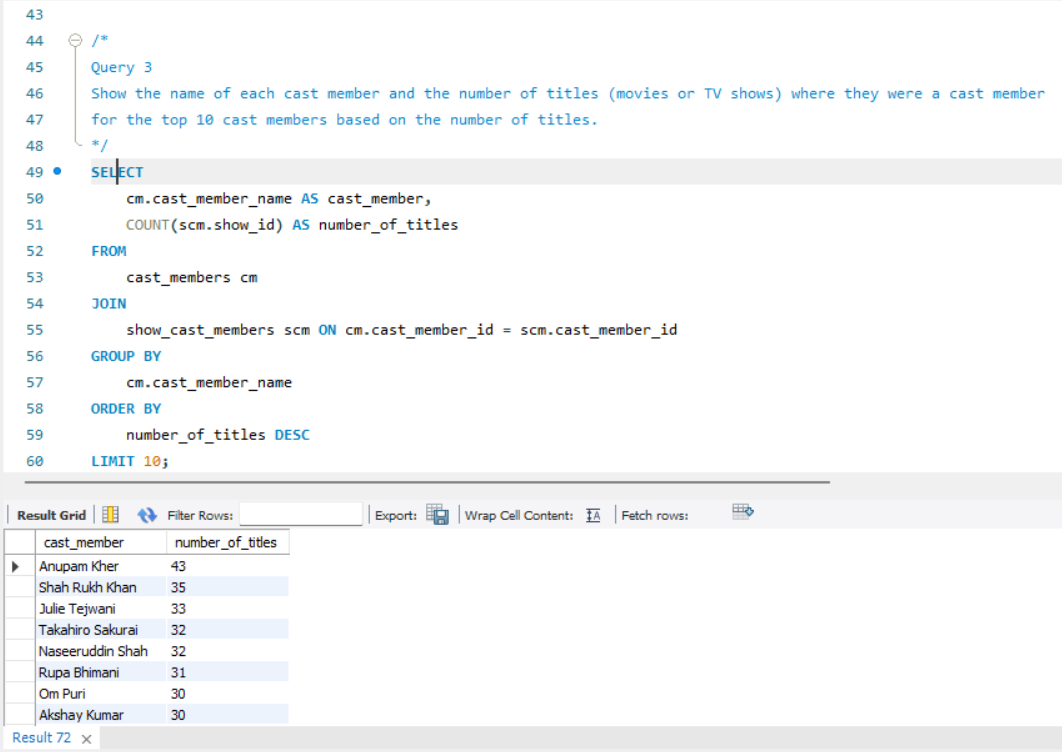 43
44 /*
45 Query 3
46 Show the name of each cast member and the number of titles (movies or TV shows) where they were a cast member
47 for the top 10 cast members based on the number of titles.
48 */
49 SELECT
50 cm.cast_member_name AS cast_member,
51 COUNT(scm.show_id) AS number_of_titles
52 FROM
53 cast_members cm
54 JOIN
55 show_cast_members scm ON cm.cast_member_id = scm.cast_member_id
56 GROUP BY
57 cm.cast_member_name
58 ORDER BY
59 number_of_titles DESC
60 LIMIT 10;
Result Grid Filter Rows: Export: Wrap Cell Content: IA Fetch rows:
cast_member number_of_titles
Anupam Kher 43
Shah Rukh Khan 35
Julie Tejwani 33
Takahiro Sakurai 32
Naseeruddin Shah 32
Rupa Bhimani 31
Om Puri 30
Akshay Kumar 30
Result 72 ×